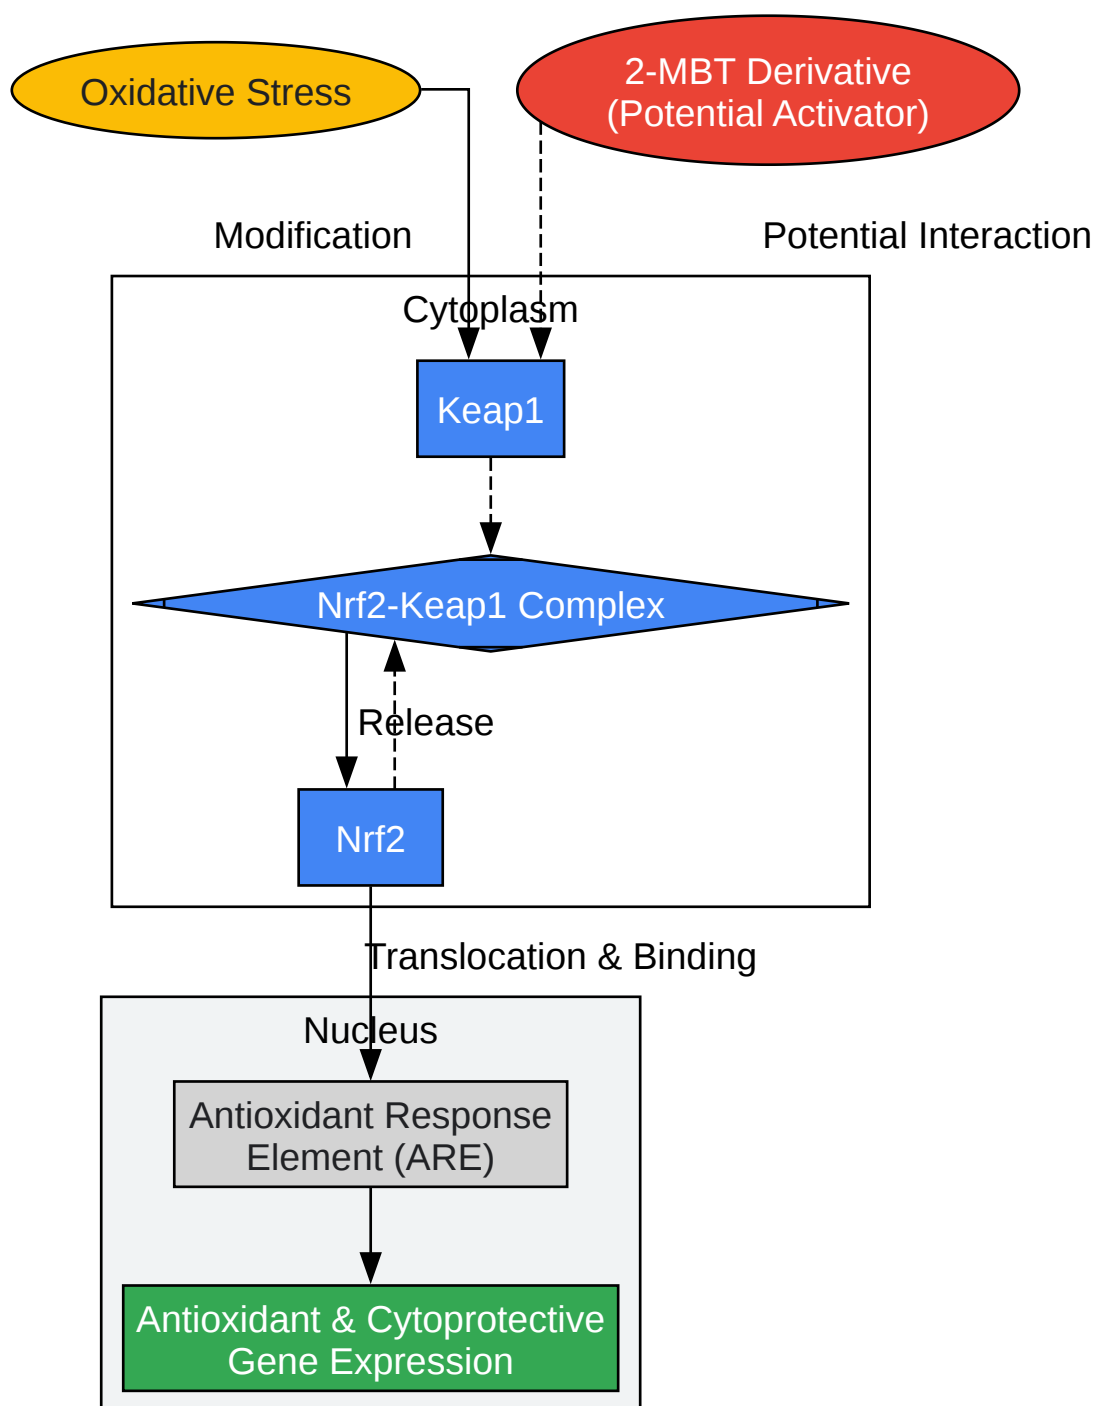 Oxidative Stress
2-MBT Derivative
(Potential Activator)
Modification
Potential Interaction
Cytoplasm
Keap1
Nrf2-Keap1 Complex
Release
Nrf2
Translocation & Binding
Nucleus
Antioxidant Response
Element (ARE)
Antioxidant & Cytoprotective
Gene Expression